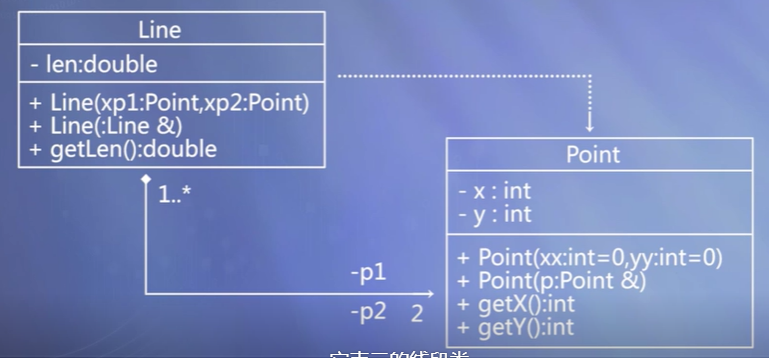 Line
- len:double
+ Line(xp1:Point,xp2:Point)
+ Line(:Line &)
+ getLen():double
1..*
-p1
-p2
2
Point
- x : int
- y : int
+ Point(xx:int=0,yy:int=0)
+ Point(p:Point &)
+ getX():int
+ getY():int